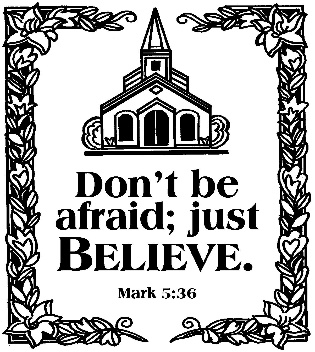 Don't be
afraid; just
BELIEVE.
Mark 5:36